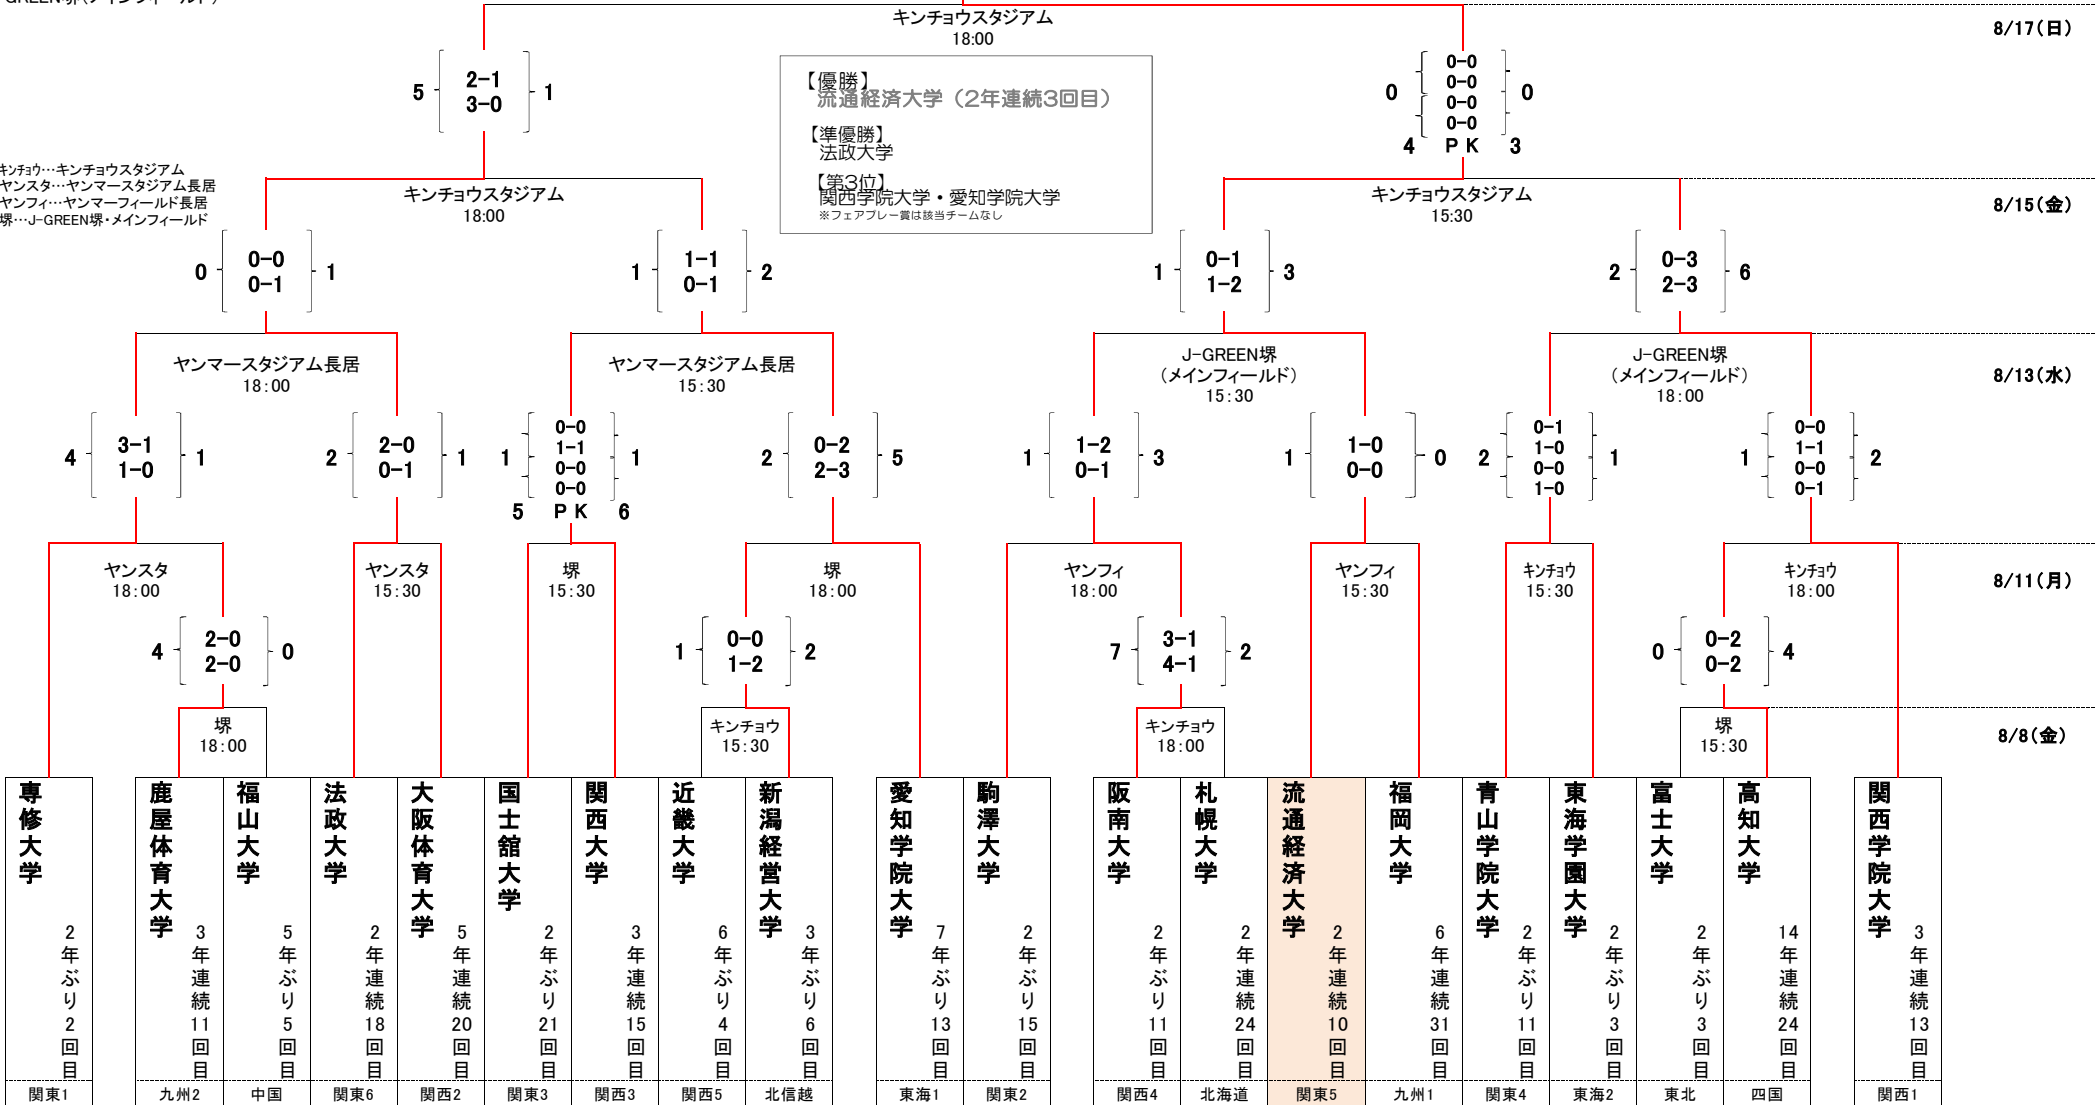 GREEN堺(メインフィールド)
キンチョウスタジアム
18:00
8/17(日)
5
2-1
3-0
1
【優勝】
流通経済大学(2年連続3回目)
【準優勝】
法政大学
【第3位】
関西学院大学・愛知学院大学
※フェアプレー賞は該当チームなし
0
0-0
0-0
0-0
0-0
0
4 PK 3
キンチョウ…キンチョウスタジアム
ヤンスタ…ヤンマースタジアム長居
ヤンフィ…ヤンマーフィールド長居
堺…J-GREEN堺・メインフィールド
キンチョウスタジアム
18:00
キンチョウスタジアム
15:30
8/15(金)
0
0-0
0-1
1
1
1-1
0-1
2
1
0-1
1-2
3
2
0-3
2-3
6
ヤンマースタジアム長居
18:00
ヤンマースタジアム長居
15:30
J-GREEN堺
(メインフィールド)
15:30
J-GREEN堺
(メインフィールド)
18:00
8/13(水)
4
3-1
1-0
1
2
2-0
0-1
1
1
0-0
1-1
0-0
0-0
1
5 PK 6
2
0-2
2-3
5
1
1-2
0-1
3
1
1-0
0-0
0
2
0-1
1-0
0-0
1-0
1
1
0-0
1-1
0-0
0-1
2
ヤンスタ
18:00
ヤンスタ
15:30
堺
15:30
堺
18:00
ヤンフィ
18:00
ヤンフィ
15:30
キンチョウ
15:30
キンチョウ
18:00
8/11(月)
4
2-0
2-0
0
1
0-0
1-2
2
7
3-1
4-1
2
0
0-2
0-2
4
堺
18:00
キンチョウ
15:30
キンチョウ
18:00
堺
15:30
8/8(金)
専修大学
2年ぶり2回目
関東1
鹿屋体育大学
3年連続11回目
九州2
福山大学
5年ぶり5回目
中国
法政大学
2年連続18回目
関東6
大阪体育大学
5年連続20回目
関西2
国士舘大学
2年ぶり21回目
関東3
関西大学
3年連続15回目
関西3
近畿大学
6年ぶり4回目
関西5
新潟経営大学
3年ぶり6回目
北信越
愛知学院大学
7年ぶり13回目
東海1
駒澤大学
2年ぶり15回目
関東2
阪南大学
2年ぶり11回目
関西4
札幌大学
2年連続24回目
北海道
流通経済大学
2年連続10回目
関東5
福岡大学
6年連続31回目
九州1
青山学院大学
2年ぶり11回目
関東4
東海学園大学
2年ぶり3回目
東海2
富士大学
2年ぶり3回目
東北
高知大学
14年連続24回目
四国
関西学院大学
3年連続13回目
関西1